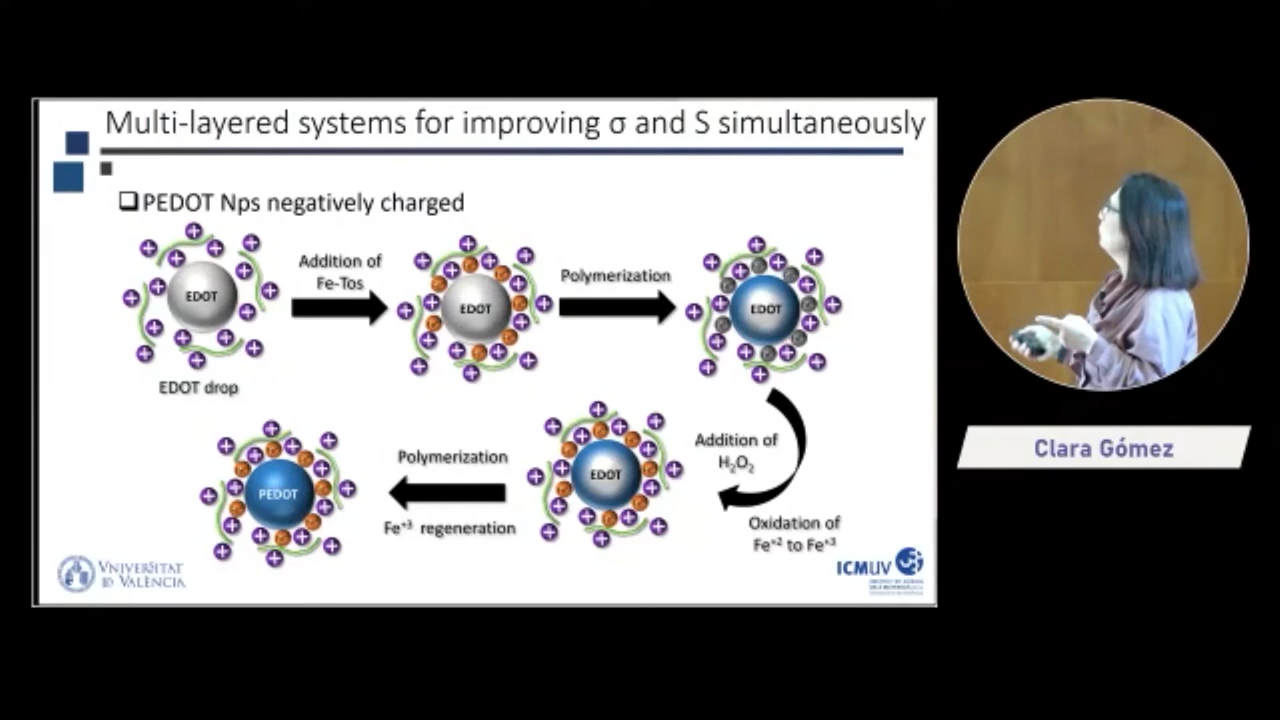 Multi-layered systems for improving σ and S simultaneously
❑PEDOT Nps negatively charged
EDOT
EDOT drop
Addition of
Fe-Tos
EDOT
Polymerization
EDOT
Addition of
H₂O₂
Oxidation of
Fe⁺² to Fe⁺³
EDOT
Polymerization
Fe⁺³ regeneration
PEDOT
VNIVERSITAT
ID VALÈNCIA
ICMUV
Clara Gómez